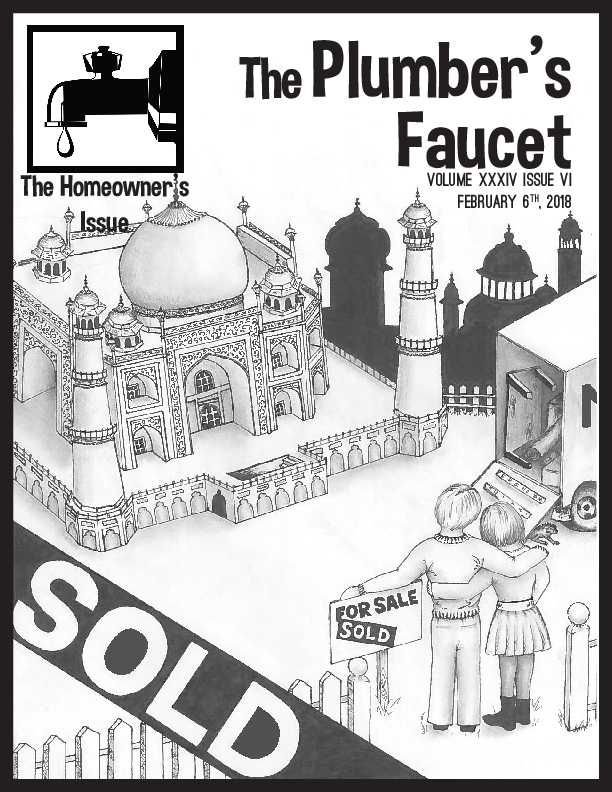 The Plumber's
Faucet
VOLUME XXXIV ISSUE VI
FEBRUARY 6TH, 2018
The Homeowner's
Issue
FOR SALE
SOLD
SOLD